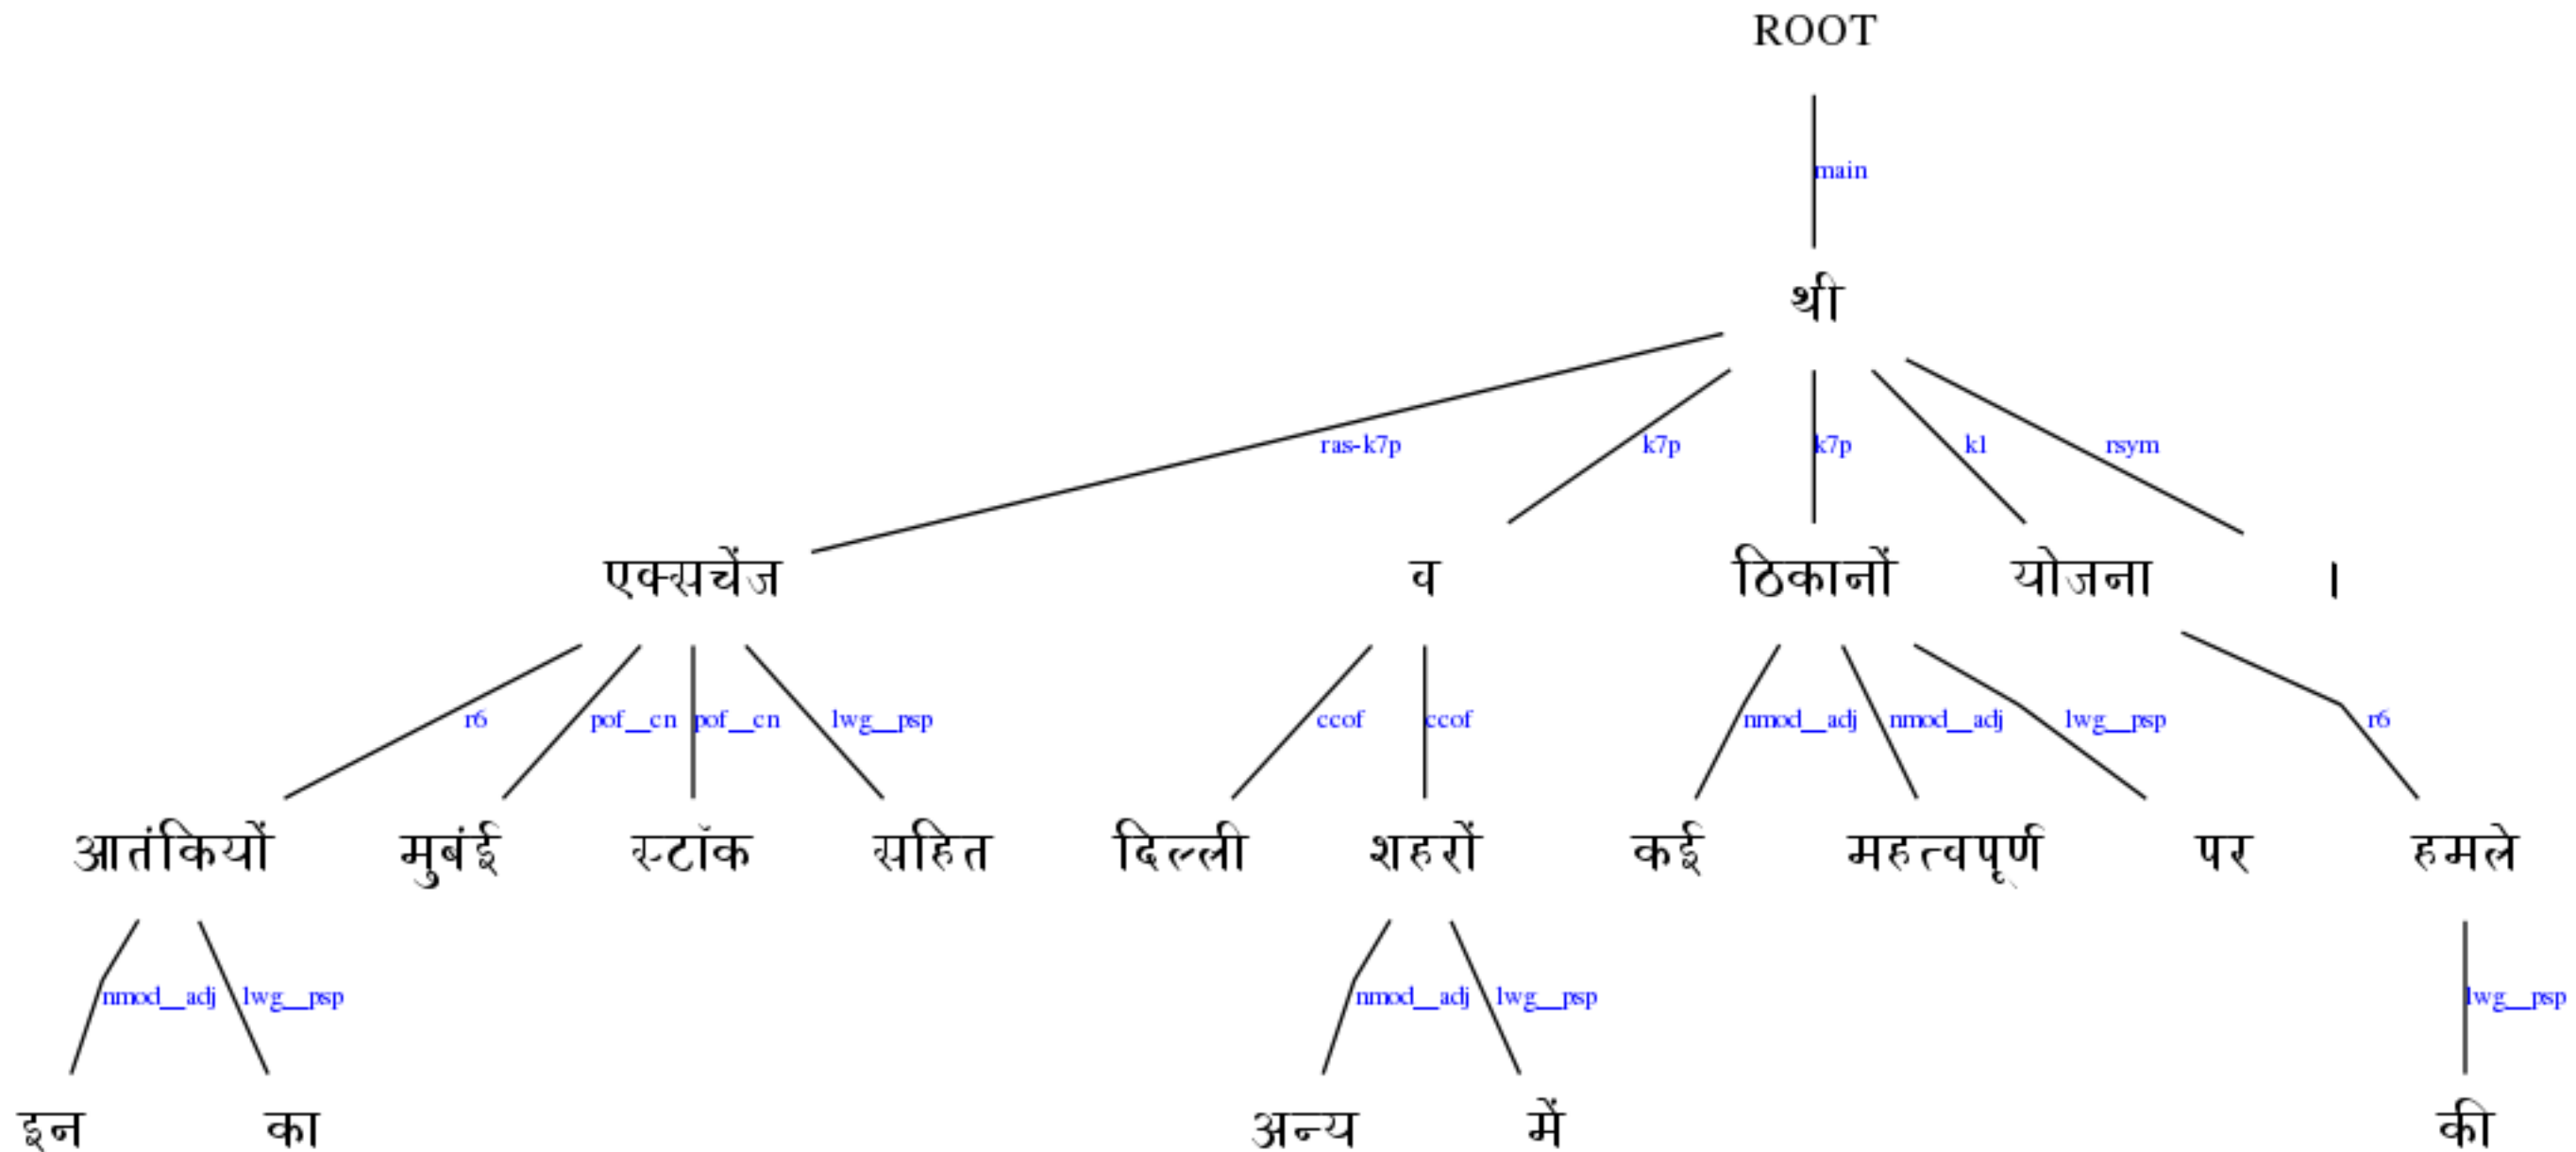 ROOT
main
थी
ras-k7p k7p k7p k1 rsym
एक्सचेंज व ठिकानों योजना ।
r6 pof__cn pof__cn lwg__psp ccof ccof nmod__adj nmod__adj lwg__psp r6
आतंकियों मुबंई स्टॉक सहित दिल्ली शहरों कई महत्वपूर्ण पर हमले
nmod__adj lwg__psp nmod__adj lwg__psp lwg__psp
इन का अन्य में की